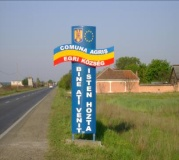 COMUNA AGRIȘ
EGRI KÖZSÉG
BINE AȚI VENIT
ISTEN HOZTA